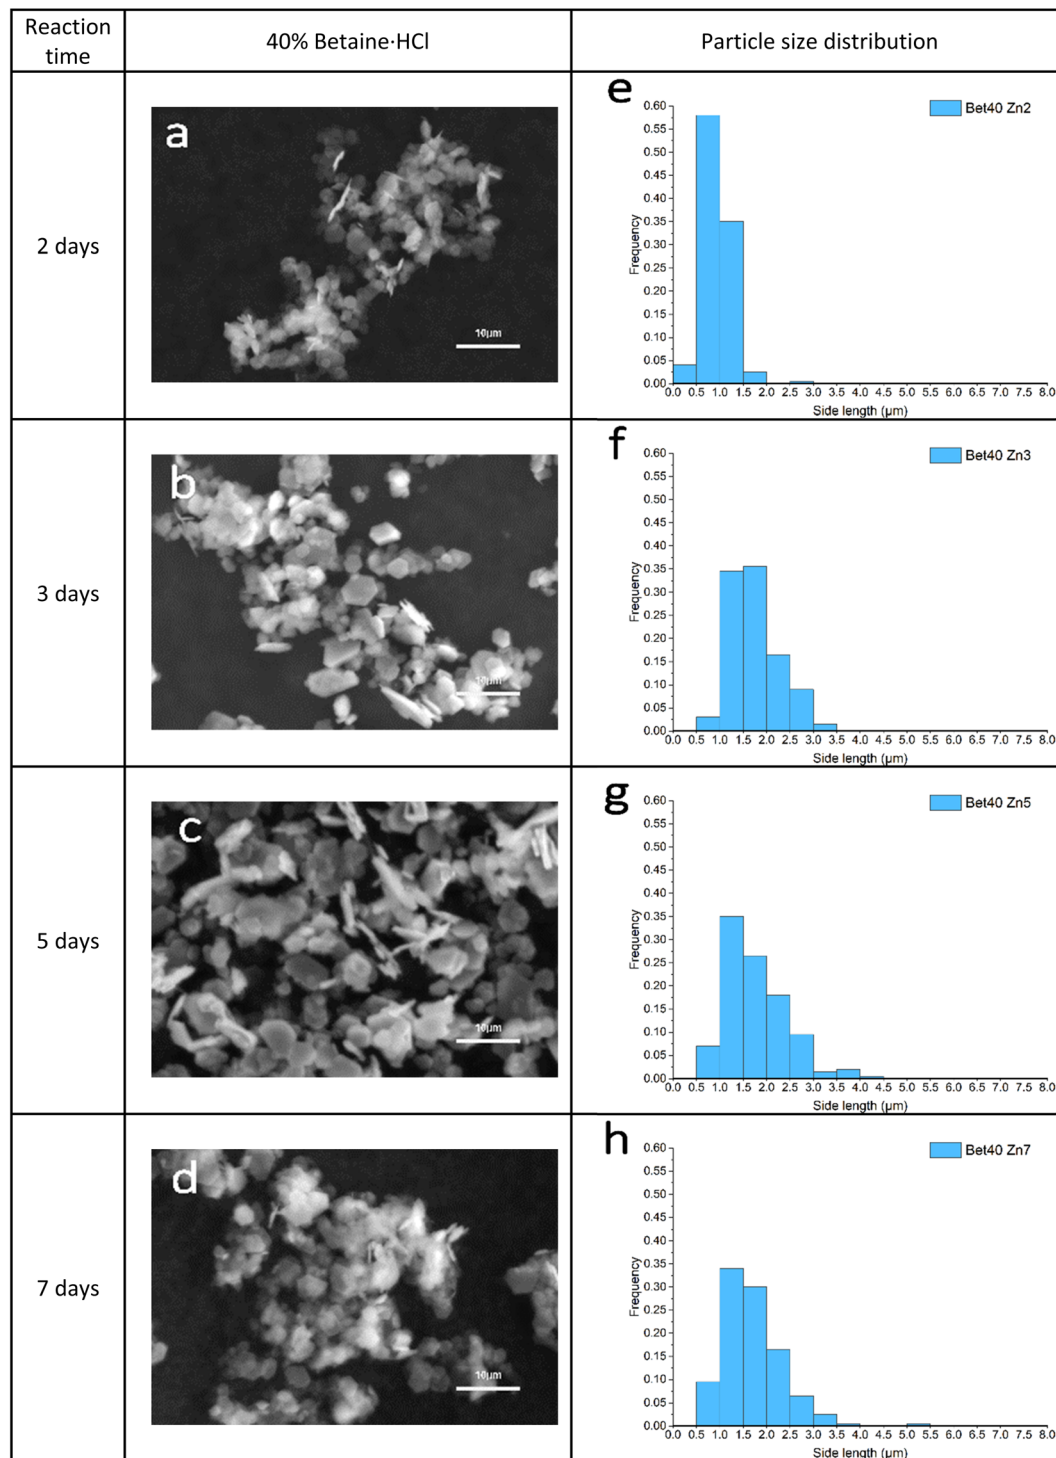 Reaction
time
40% Betaine·HCl
Particle size distribution
2 days
a
10µm
e
Bet40 Zn2
0.60
0.55
0.50
0.45
0.40
0.35
0.30
0.25
0.20
0.15
0.10
0.05
0.00
Frequency
0.0 0.5 1.0 1.5 2.0 2.5 3.0 3.5 4.0 4.5 5.0 5.5 6.0 6.5 7.0 7.5 8.0
Side length (µm)
3 days
b
10µm
f
Bet40 Zn3
0.60
0.55
0.50
0.45
0.40
0.35
0.30
0.25
0.20
0.15
0.10
0.05
0.00
Frequency
0.0 0.5 1.0 1.5 2.0 2.5 3.0 3.5 4.0 4.5 5.0 5.5 6.0 6.5 7.0 7.5 8.0
Side length (µm)
5 days
c
10µm
g
Bet40 Zn5
0.60
0.55
0.50
0.45
0.40
0.35
0.30
0.25
0.20
0.15
0.10
0.05
0.00
Frequency
0.0 0.5 1.0 1.5 2.0 2.5 3.0 3.5 4.0 4.5 5.0 5.5 6.0 6.5 7.0 7.5 8.0
Side length (µm)
7 days
d
10µm
h
Bet40 Zn7
0.60
0.55
0.50
0.45
0.40
0.35
0.30
0.25
0.20
0.15
0.10
0.05
0.00
Frequency
0.0 0.5 1.0 1.5 2.0 2.5 3.0 3.5 4.0 4.5 5.0 5.5 6.0 6.5 7.0 7.5 8.0
Side length (µm)